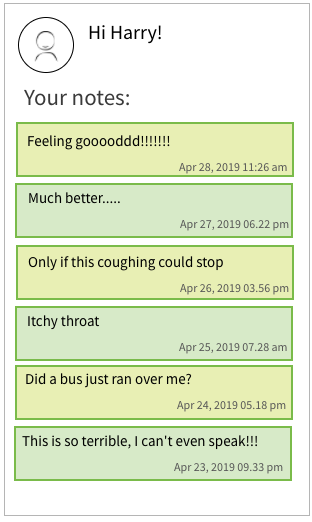 Hi Harry!
Your notes:
Feeling gooooddd!!!!!!!
Apr 28, 2019 11:26 am
Much better.....
Apr 27, 2019 06.22 pm
Only if this coughing could stop
Apr 26, 2019 03.56 pm
Itchy throat
Apr 25, 2019 07.28 am
Did a bus just ran over me?
Apr 24, 2019 05.18 pm
This is so terrible, I can't even speak!!!
Apr 23, 2019 09.33 pm